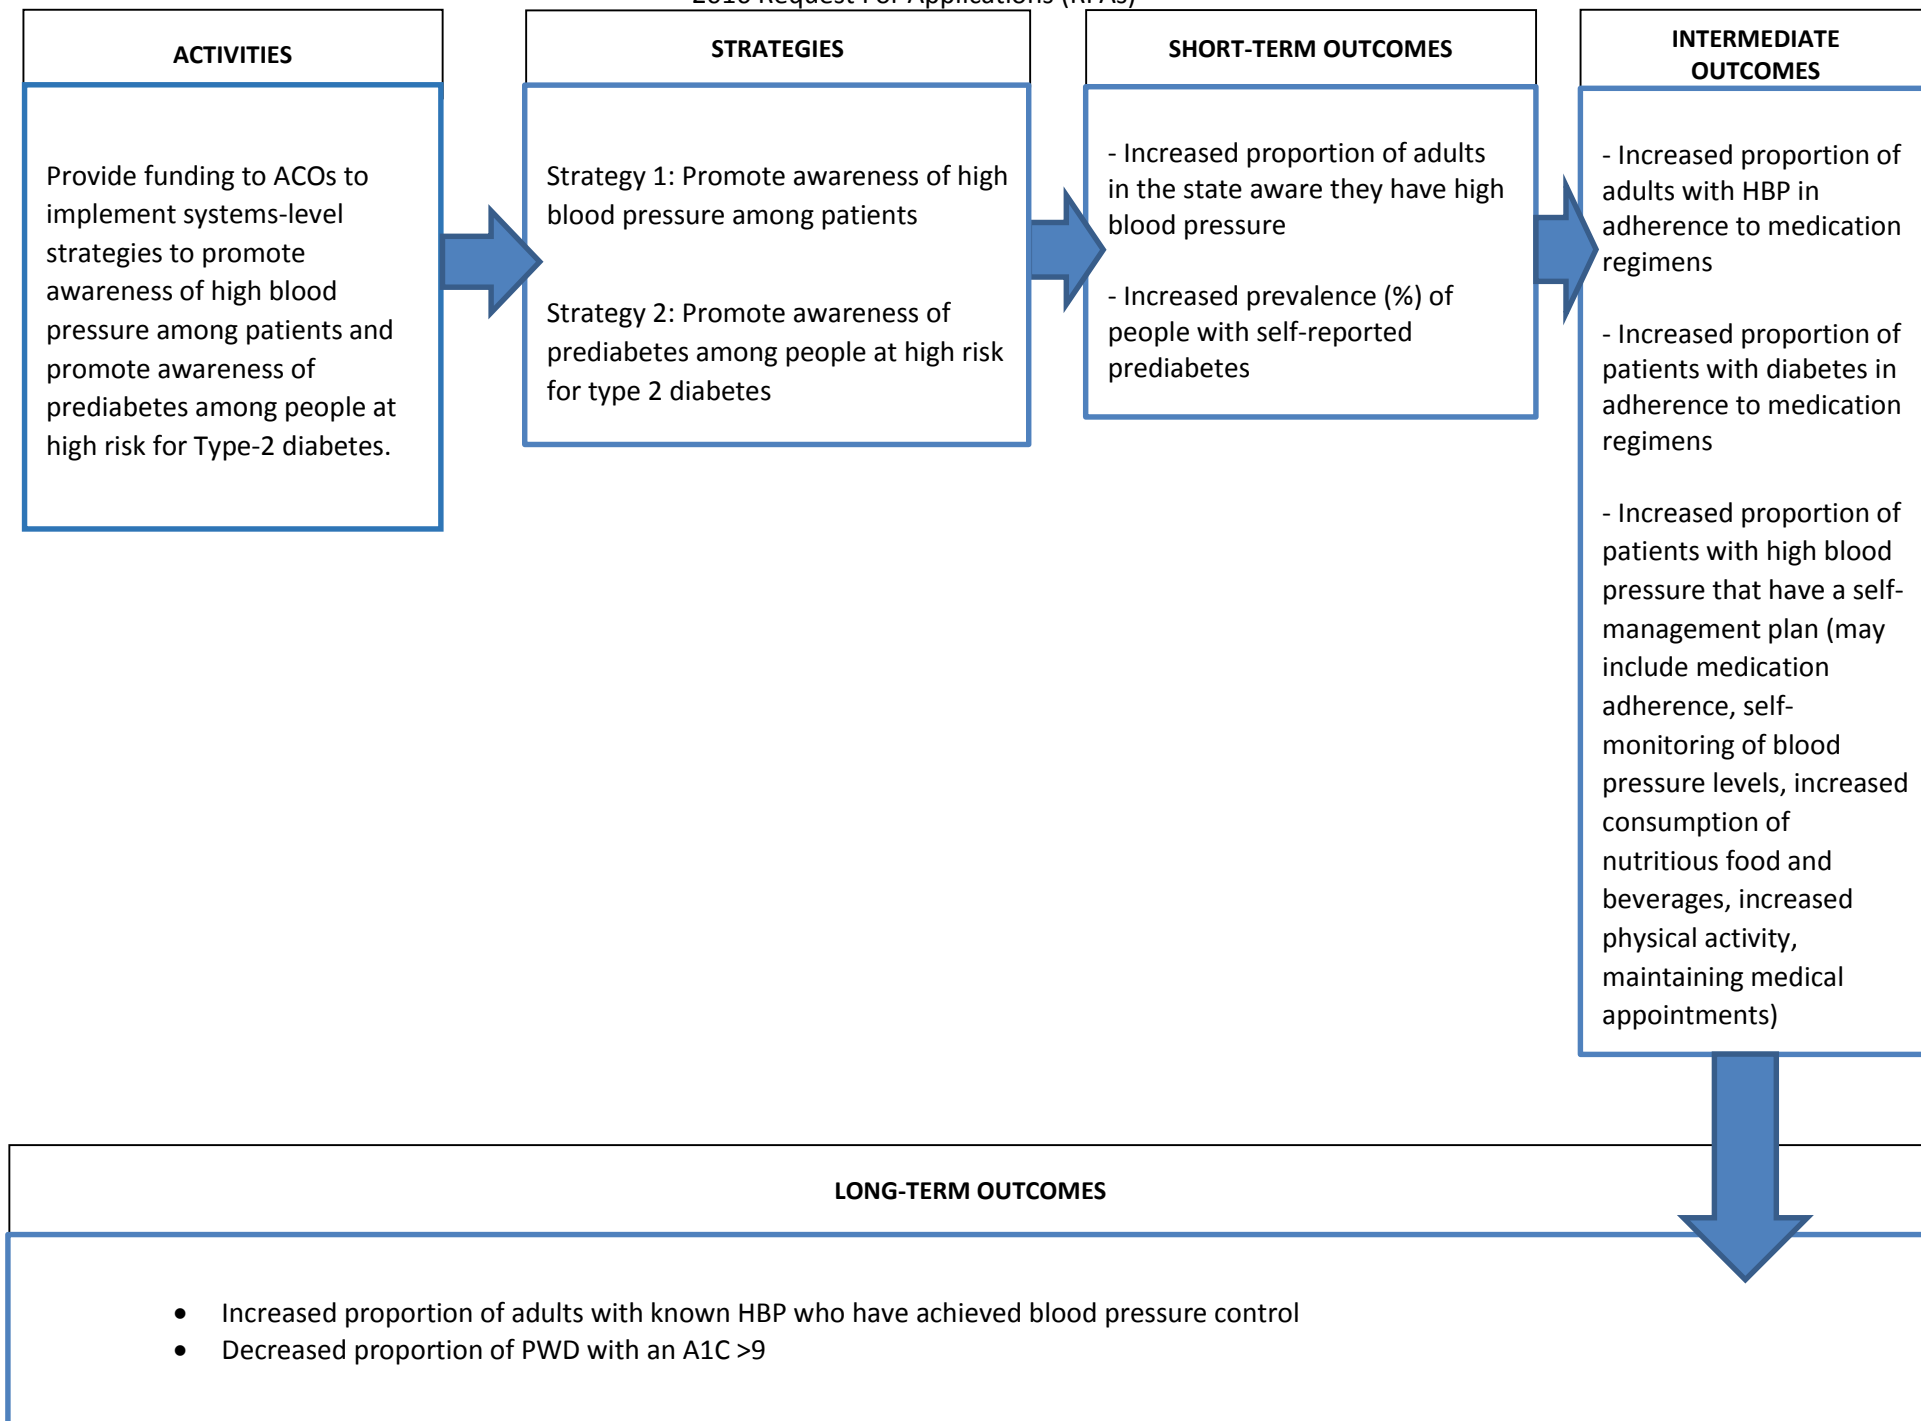 2016 Request For Applications (RFAs)
ACTIVITIES
Provide funding to ACOs to
implement systems-level
strategies to promote
awareness of high blood
pressure among patients and
promote awareness of
prediabetes among people at
high risk for Type-2 diabetes.
STRATEGIES
Strategy 1: Promote awareness of high
blood pressure among patients
Strategy 2: Promote awareness of
prediabetes among people at high risk
for type 2 diabetes
SHORT-TERM OUTCOMES
- Increased proportion of adults
in the state aware they have high
blood pressure
- Increased prevalence (%) of
people with self-reported
prediabetes
INTERMEDIATE
OUTCOMES
- Increased proportion of
adults with HBP in
adherence to medication
regimens
- Increased proportion of
patients with diabetes in
adherence to medication
regimens
- Increased proportion of
patients with high blood
pressure that have a self-
management plan (may
include medication
adherence, self-
monitoring of blood
pressure levels, increased
consumption of
nutritious food and
beverages, increased
physical activity,
maintaining medical
appointments)
LONG-TERM OUTCOMES
• Increased proportion of adults with known HBP who have achieved blood pressure control
• Decreased proportion of PWD with an A1C >9